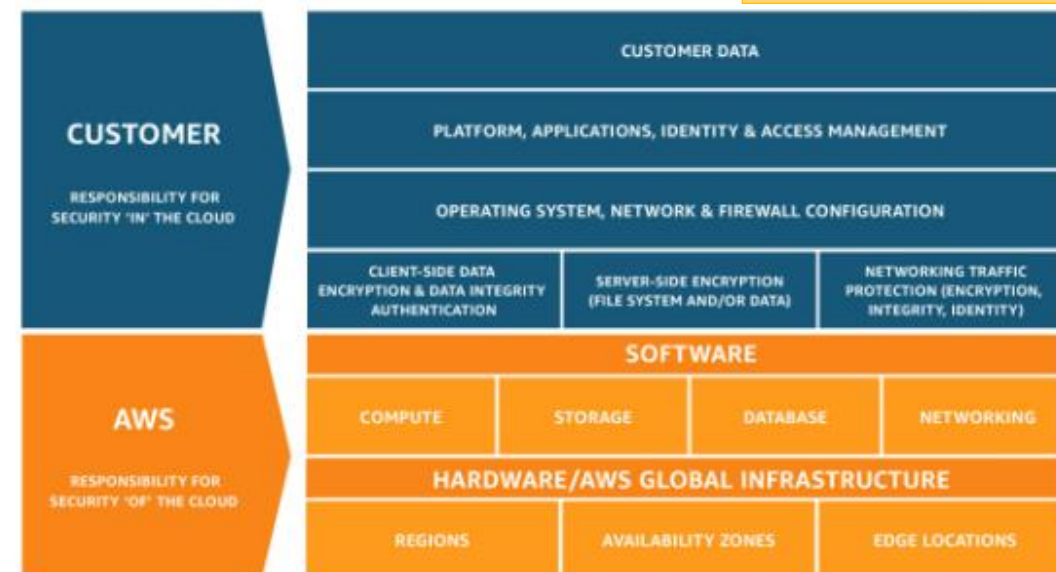 CUSTOMER
RESPONSIBILITY FOR
SECURITY 'IN' THE CLOUD
CUSTOMER DATA
PLATFORM, APPLICATIONS, IDENTITY & ACCESS MANAGEMENT
OPERATING SYSTEM, NETWORK & FIREWALL CONFIGURATION
CLIENT-SIDE DATA
ENCRYPTION & DATA INTEGRITY
AUTHENTICATION
SERVER-SIDE ENCRYPTION
(FILE SYSTEM AND/OR DATA)
NETWORKING TRAFFIC
PROTECTION (ENCRYPTION,
INTEGRITY, IDENTITY)
AWS
RESPONSIBILITY FOR
SECURITY 'OF' THE CLOUD
SOFTWARE
COMPUTE
STORAGE
DATABASE
NETWORKING
HARDWARE/AWS GLOBAL INFRASTRUCTURE
REGIONS
AVAILABILITY ZONES
EDGE LOCATIONS